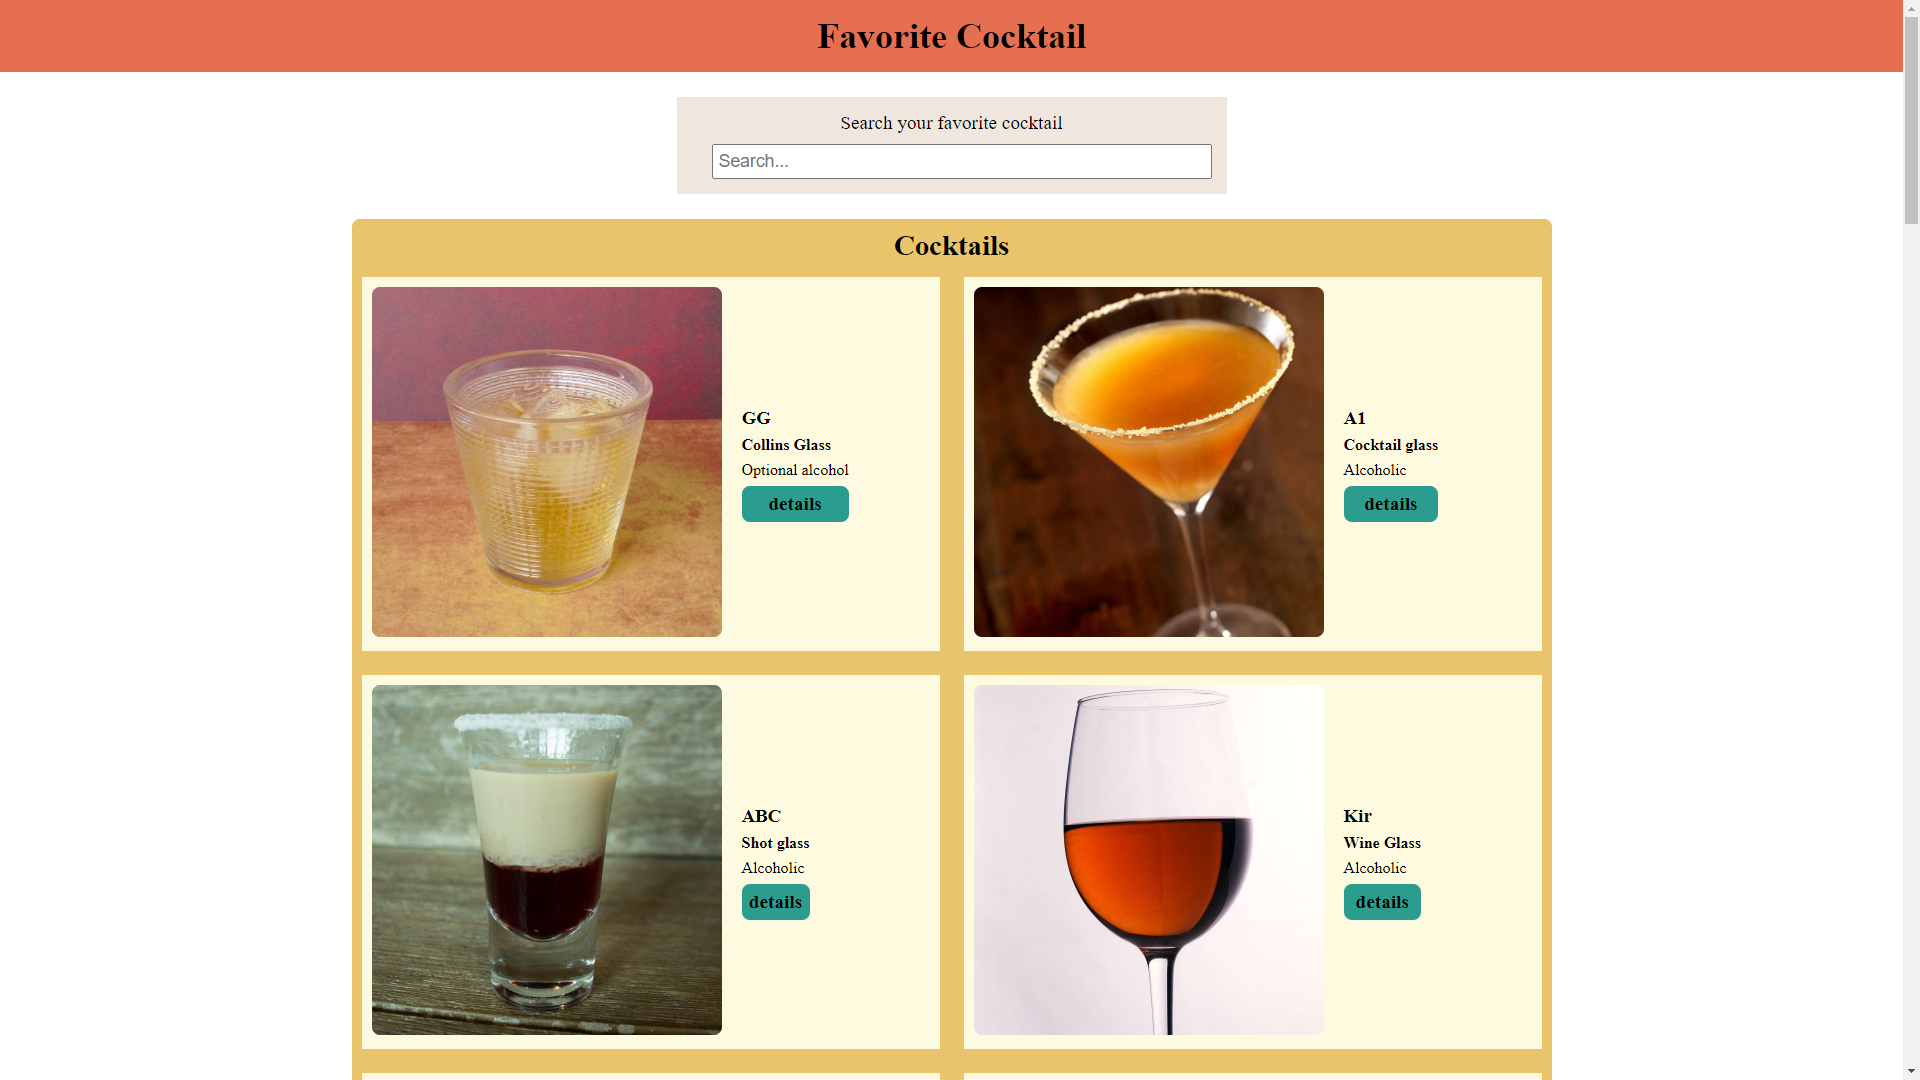 Favorite Cocktail
Search your favorite cocktail
Search...
Cocktails
GG
Collins Glass
Optional alcohol
details
A1
Cocktail glass
Alcoholic
details
ABC
Shot glass
Alcoholic
details
Kir
Wine Glass
Alcoholic
details